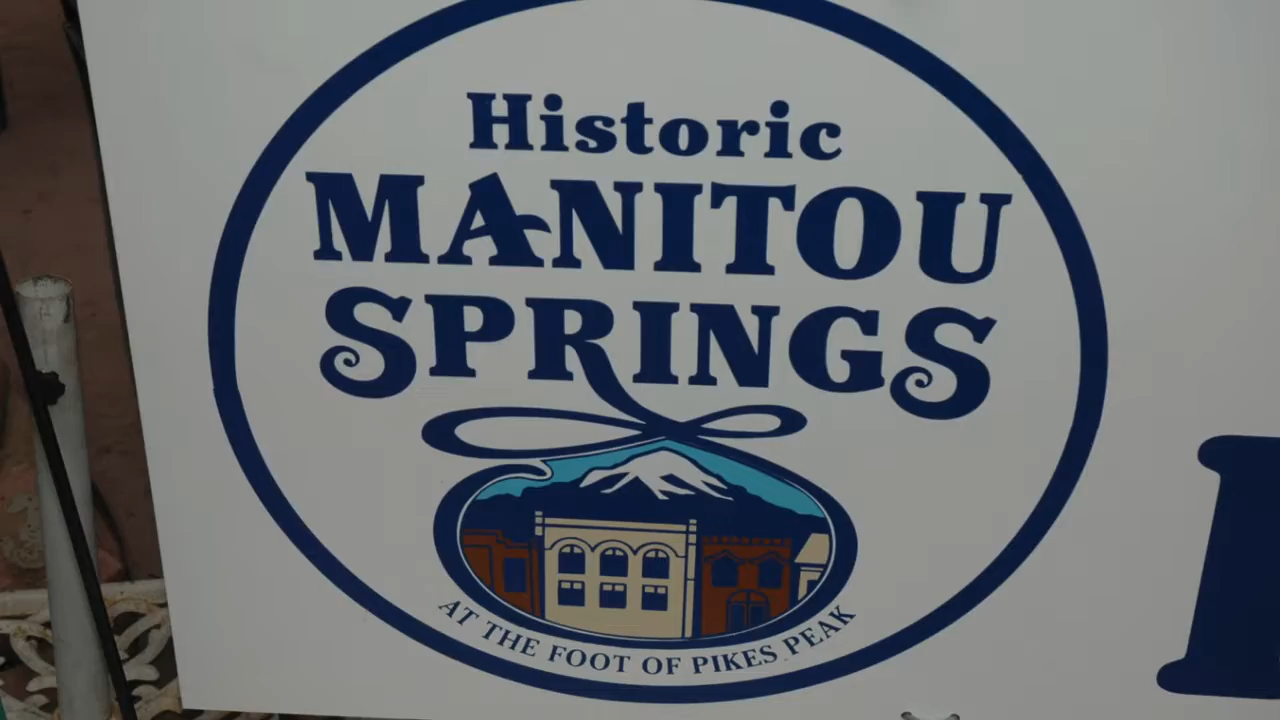 Historic
MANITOU
SPRINGS
AT THE FOOT OF PIKES PEAK